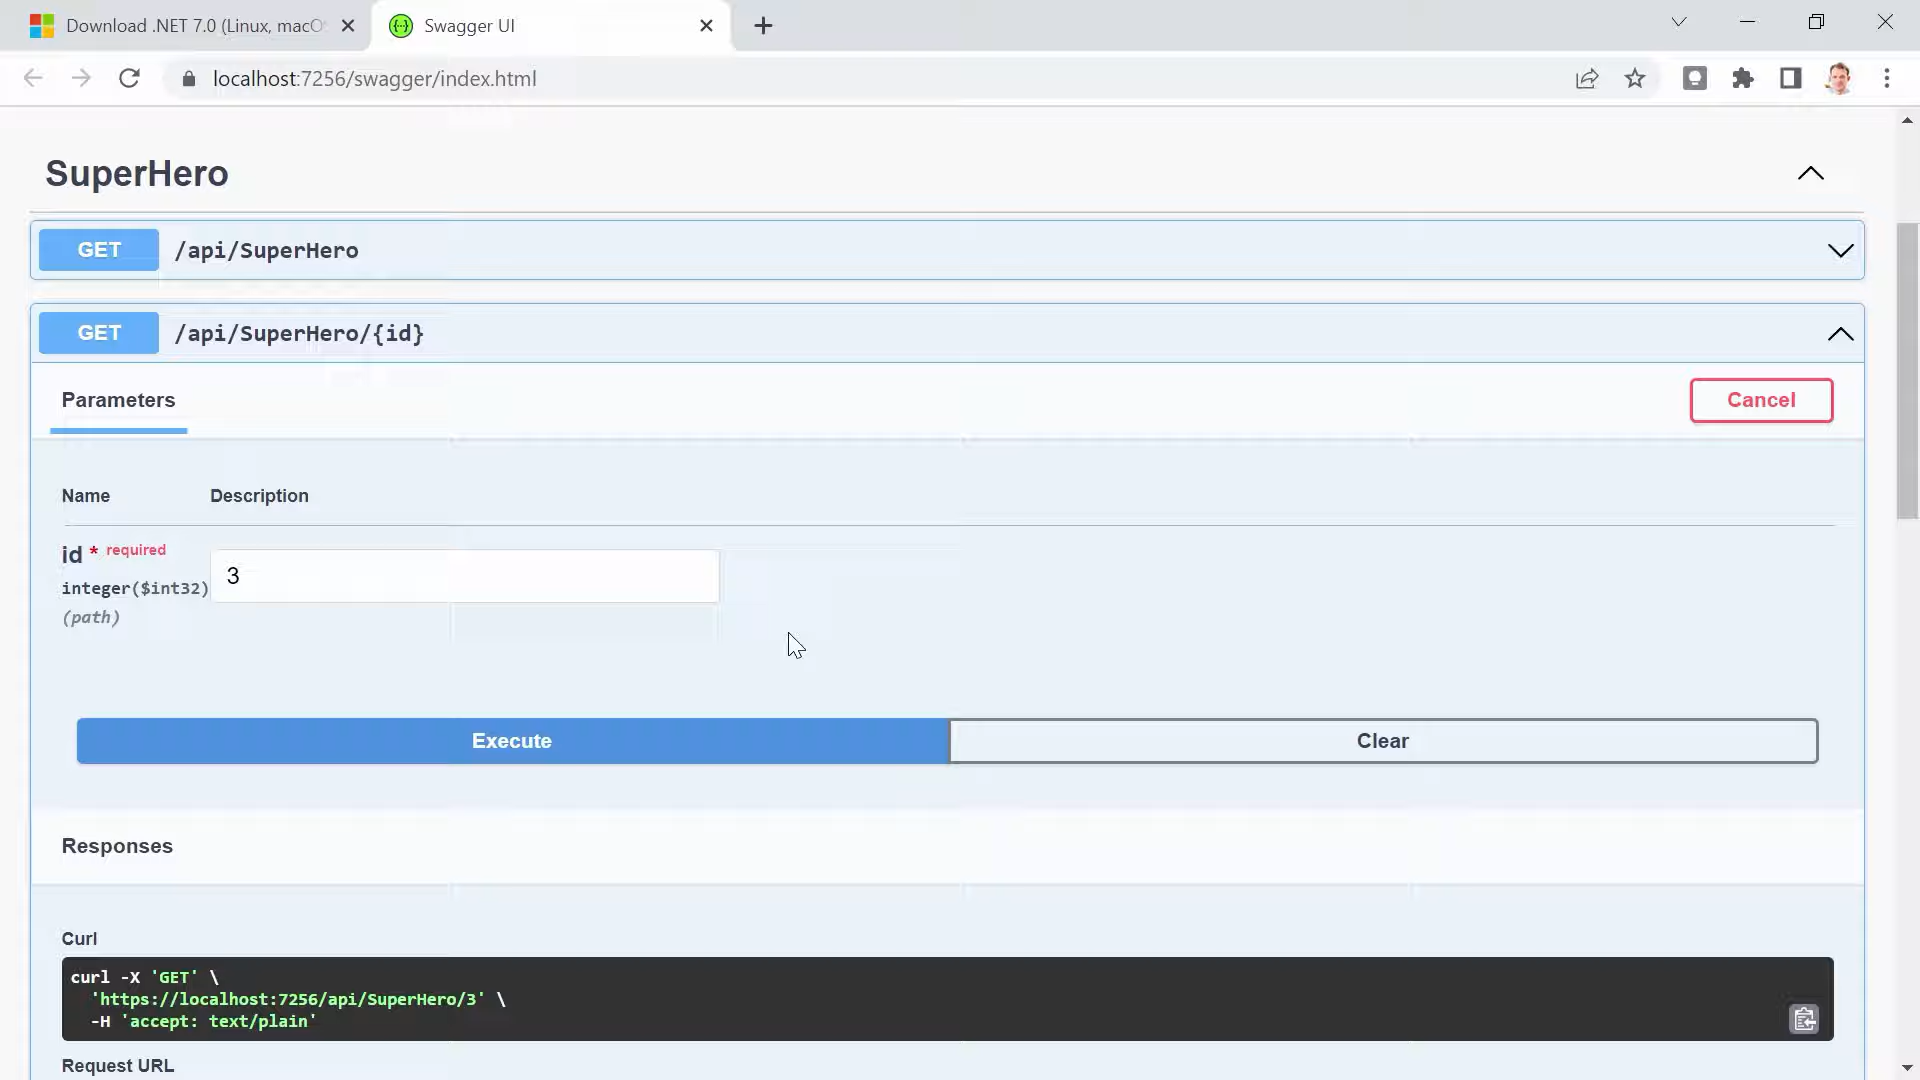 Download .NET 7.0 (Linux, macO
Swagger UI
localhost:7256/swagger/index.html
SuperHero
GET /api/SuperHero
GET /api/SuperHero/{id}
Parameters
Cancel
Name Description
id * required
integer($int32)
(path)
3
Execute
Clear
Responses
Curl
curl -X 'GET' \
'https://localhost:7256/api/SuperHero/3' \
-H 'accept: text/plain'
Request URL